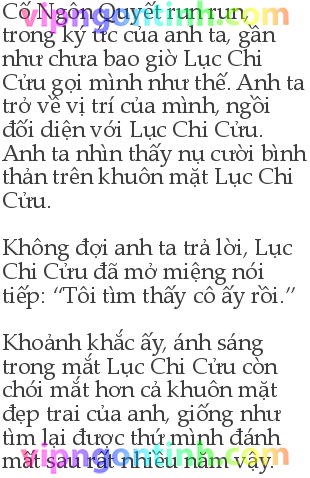 vipngontinh.com
Cố Ngôn Quyết run run,
trong ký ức của anh ta, gần
như chưa bao giờ Lục Chi
Cửu gọi mình như thế. Anh ta
trở về vị trí của mình, ngồi
đối diện với Lục Chi Cửu.
Anh ta nhìn thấy nụ cười bình
thản trên khuôn mặt Lục Chi
Cửu.
Không đợi anh ta trả lời, Lục
Chi Cửu đã mở miệng nói
tiếp: “Tôi tìm thấy cô ấy rồi.”
Khoảnh khắc ấy, ánh sáng
trong mắt Lục Chi Cửu còn
chói mắt hơn cả khuôn mặt
đẹp trai của anh, giống như
tìm lại được thứ mình đánh
mất sau rất nhiều năm vậy.
vipngontinh.com